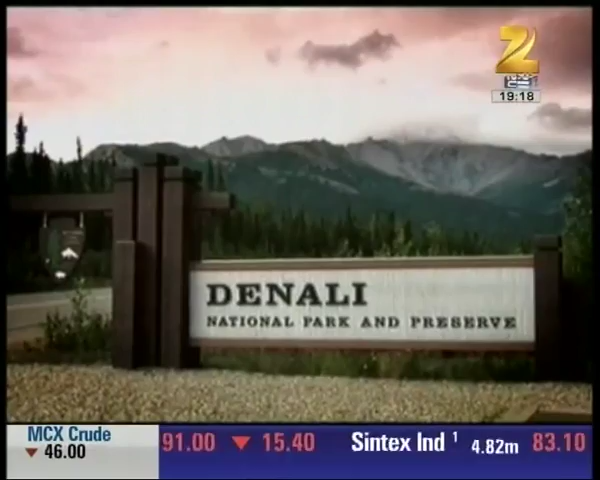 19:18
DENALI
NATIONAL PARK AND PRESERVE
MCX Crude
▼ 46.00
91.00 ▼ 15.40 Sintex Ind 1 4.82m 83.10